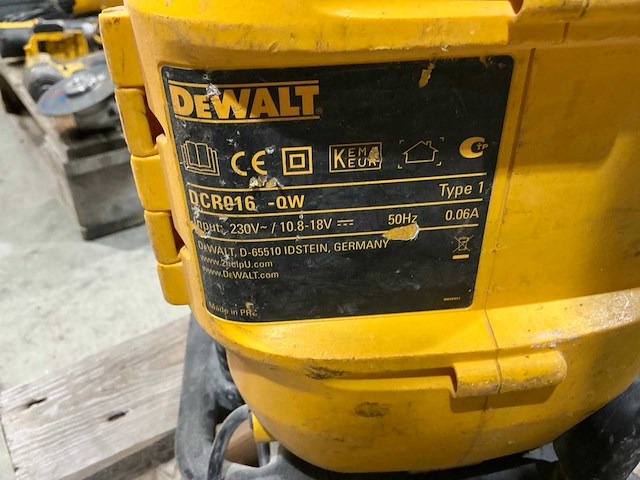 DEWALT
CE KEMA EUR
DCR016 -QW Type 1
Input: 230V~ / 10.8-18V 50Hz 0.06A
DEWALT, D-65510 IDSTEIN, GERMANY
www.2helpU.com
www.DEWALT.com
Made in PRC